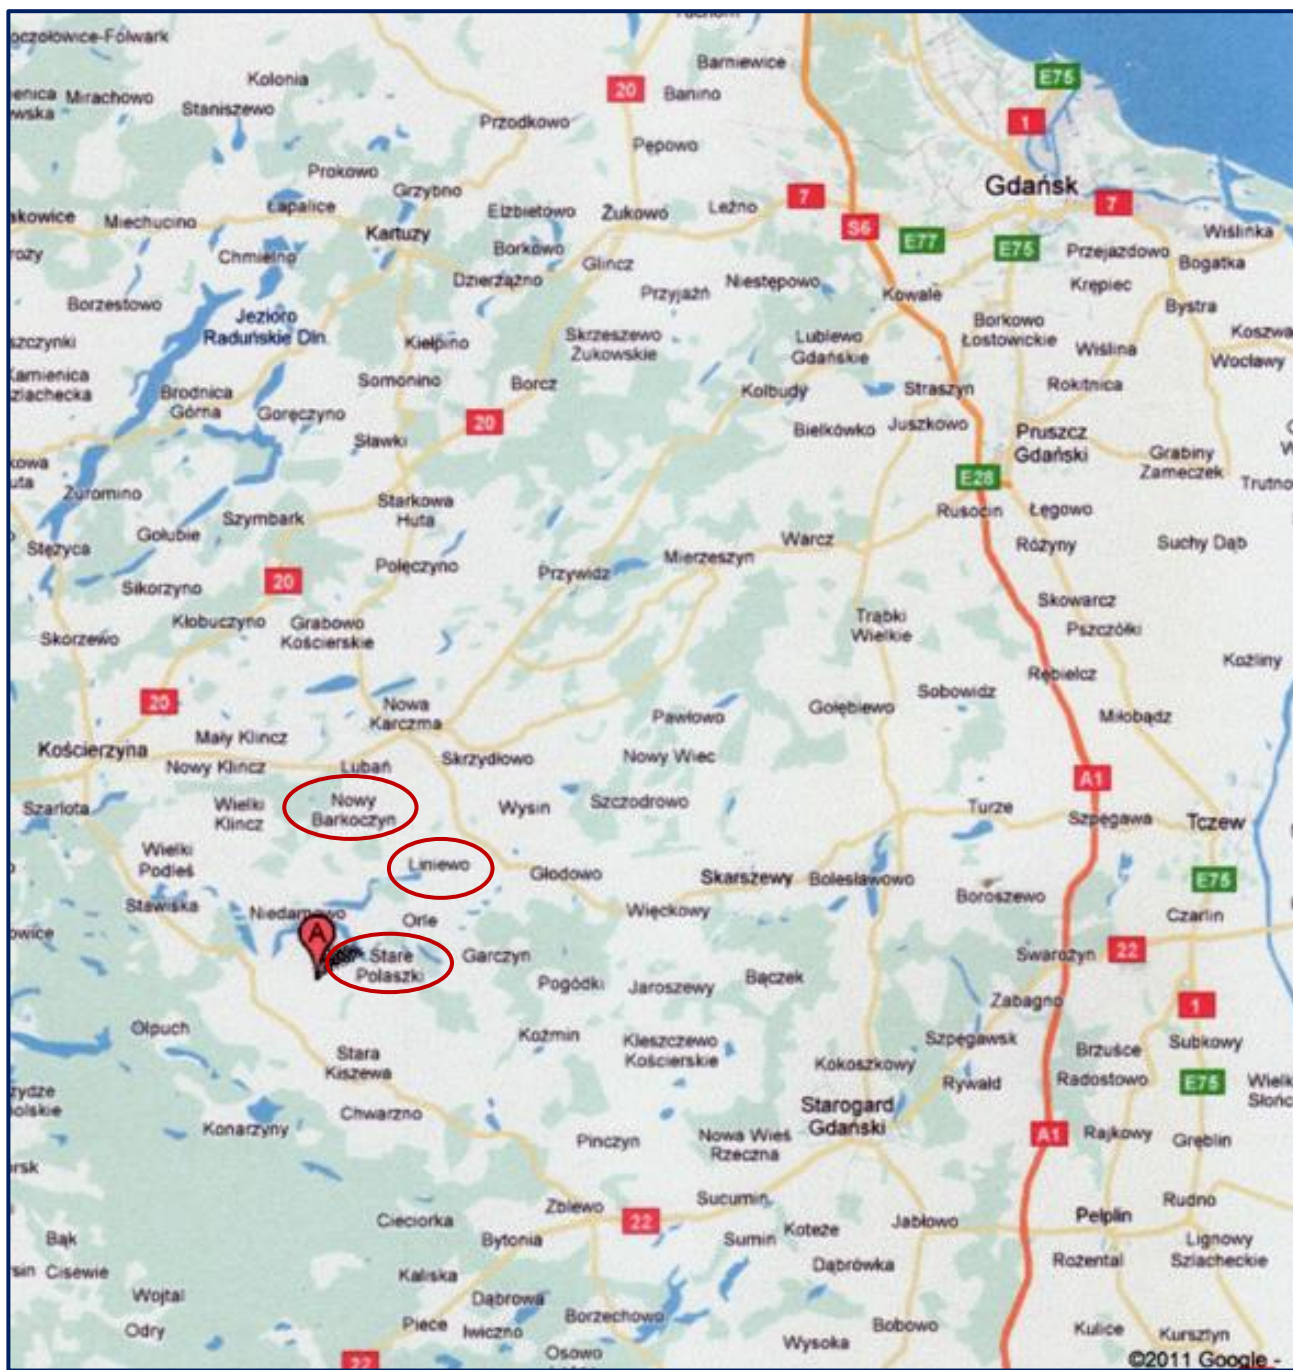 Barniewice
20
Banino
E75
Kolonia
Mirachowo
Staniszewo
Przodkowo
1
Pępowo
Prokowo
Grzybno
Gdańsk
Łapalice
Elżbietowo
Żukowo
Leźno
7
7
Miechucino
Kartuzy
S6
Wiślinka
Borkowo
E77
E75
Przejazdowo
Chmielno
Glincz
Bogatka
Dzierżążno
Niestępowo
Krępiec
Przyjaźń
Kowale
Borzestowo
Bystra
Jezioro
Raduńskie Dln.
Borkowo
Łostowickie
Skrzeszewo
Żukowskie
Lublewo
Gdańskie
Kiełpino
Wiślina
Wocławy
Somonino
Borcz
Kolbudy
Straszyn
Rokitnica
Brodnica
Górna
Goręczyno
20
Juszkowo
Bielkówko
Pruszcz
Gdański
Sławki
Grabiny
Zameczek
E28
Żuromino
Starkowa
Huta
Szymbark
Rusocin
Łęgowo
Gołubie
Warcz
Różyny
Suchy Dąb
Stężyca
Mierzeszyn
Połęczyno
Przywidz
20
Sikorzyno
Skowarcz
Kłobuczyno
Grabowo
Kościerskie
Trąbki
Wielkie
Pszczółki
Skorzewo
Koźliny
Rębielcz
Sobowidz
20
Nowa
Karczma
Gołębiewo
Pawłowo
Miłobądz
Mały Klincz
Kościerzyna
Nowy Klincz
Lubań
Skrzydłowo
Nowy Wiec
A1
Szarlota
Wielki
Klincz
Nowy
Barkoczyn
Wysin
Szczodrowo
Turze
Szpęgawa
Tczew
Wielki
Podleś
Liniewo
Głodowo
Skarszewy
Bolesławowo
E75
Boroszewo
Stawiska
Niedamowo
Orle
Więckowy
Czarlin
A
Stare
Polaszki
Garczyn
Swarożyn
22
Pogódki
Jaroszewy
Bączek
Zabagno
1
Olpuch
Koźmin
Kleszczewo
Kościerskie
Szpęgawsk
Brzuśce
Subkowy
Stara
Kiszewa
Kokoszkowy
Rywałd
Radostowo
E75
Chwarzno
Starogard
Gdański
Konarzyny
Pinczyn
Nowa Wieś
Rzeczna
A1
Rajkowy
Gręblin
Zblewo
Sucumin
Rudno
Cieciorka
22
Koteże
Jabłowo
Pelplin
Bąk
Bytonia
Sumin
Lignowy
Szlacheckie
Cisewie
Kaliska
Dąbrówka
Rożental
Wojtal
Dąbrowa
Borzechowo
Odry
Piece
Iwiczno
Bobowo
Kulice
Kursztyn
Wysoka
22
Osowo
©2011 Google -